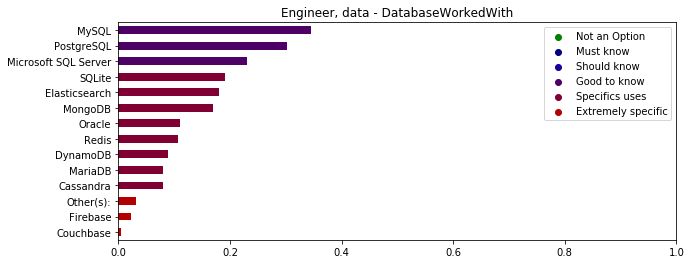 Engineer, data - DatabaseWorkedWith
MySQL
PostgreSQL
Microsoft SQL Server
SQLite
Elasticsearch
MongoDB
Oracle
Redis
DynamoDB
MariaDB
Cassandra
Other(s):
Firebase
Couchbase
Not an Option
Must know
Should know
Good to know
Specifics uses
Extremely specific
0.0 0.2 0.4 0.6 0.8 1.0